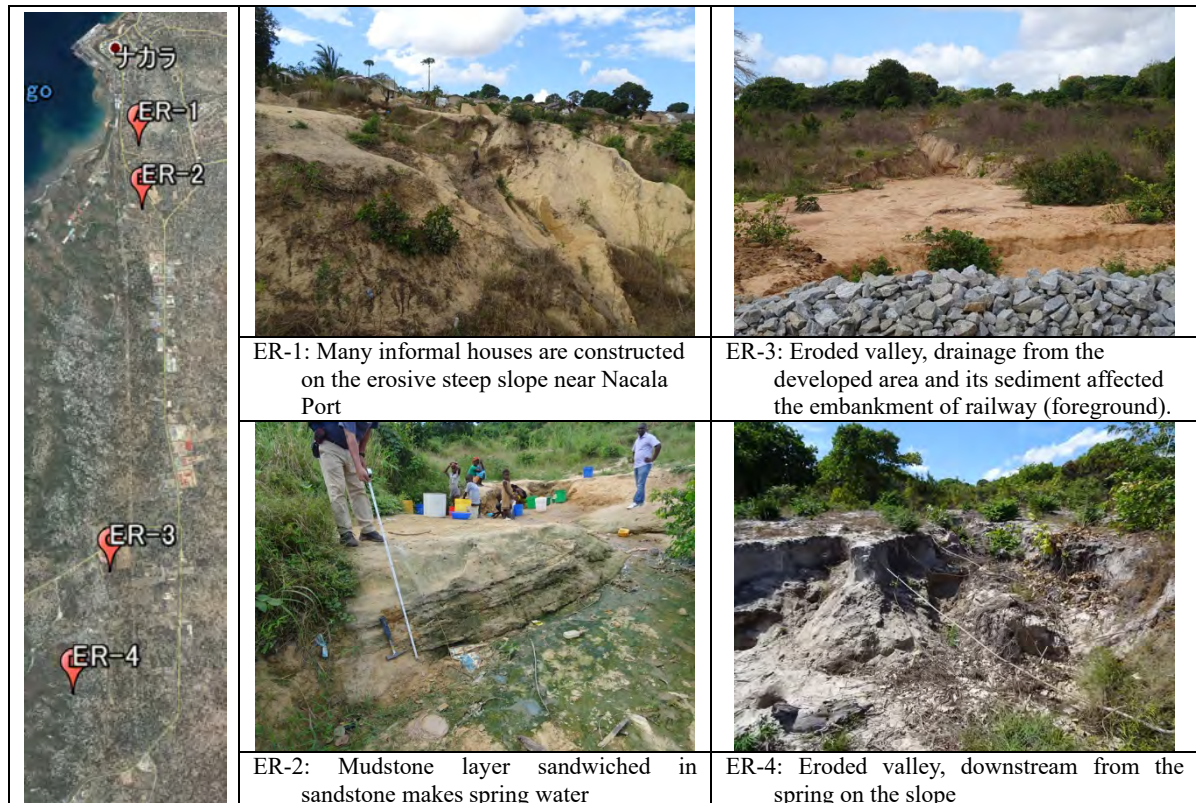 ナカラ
go
ER-1
ER-2
ER-3
ER-4
ER-1: Many informal houses are constructed
on the erosive steep slope near Nacala
Port
ER-3: Eroded valley, drainage from the
developed area and its sediment affected
the embankment of railway (foreground).
ER-2: Mudstone layer sandwiched in
sandstone makes spring water
ER-4: Eroded valley, downstream from the
spring on the slope